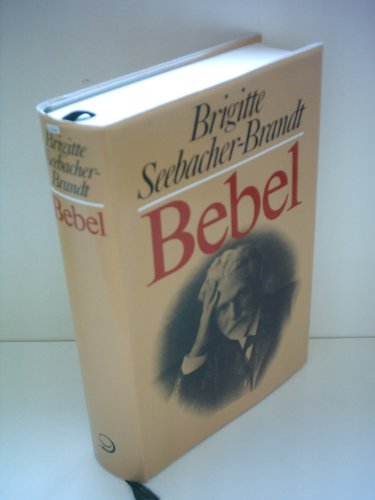 Brigitte
Seebacher-Brandt
Bebel
Brigitte
Seebacher-
Brandt
Bebel